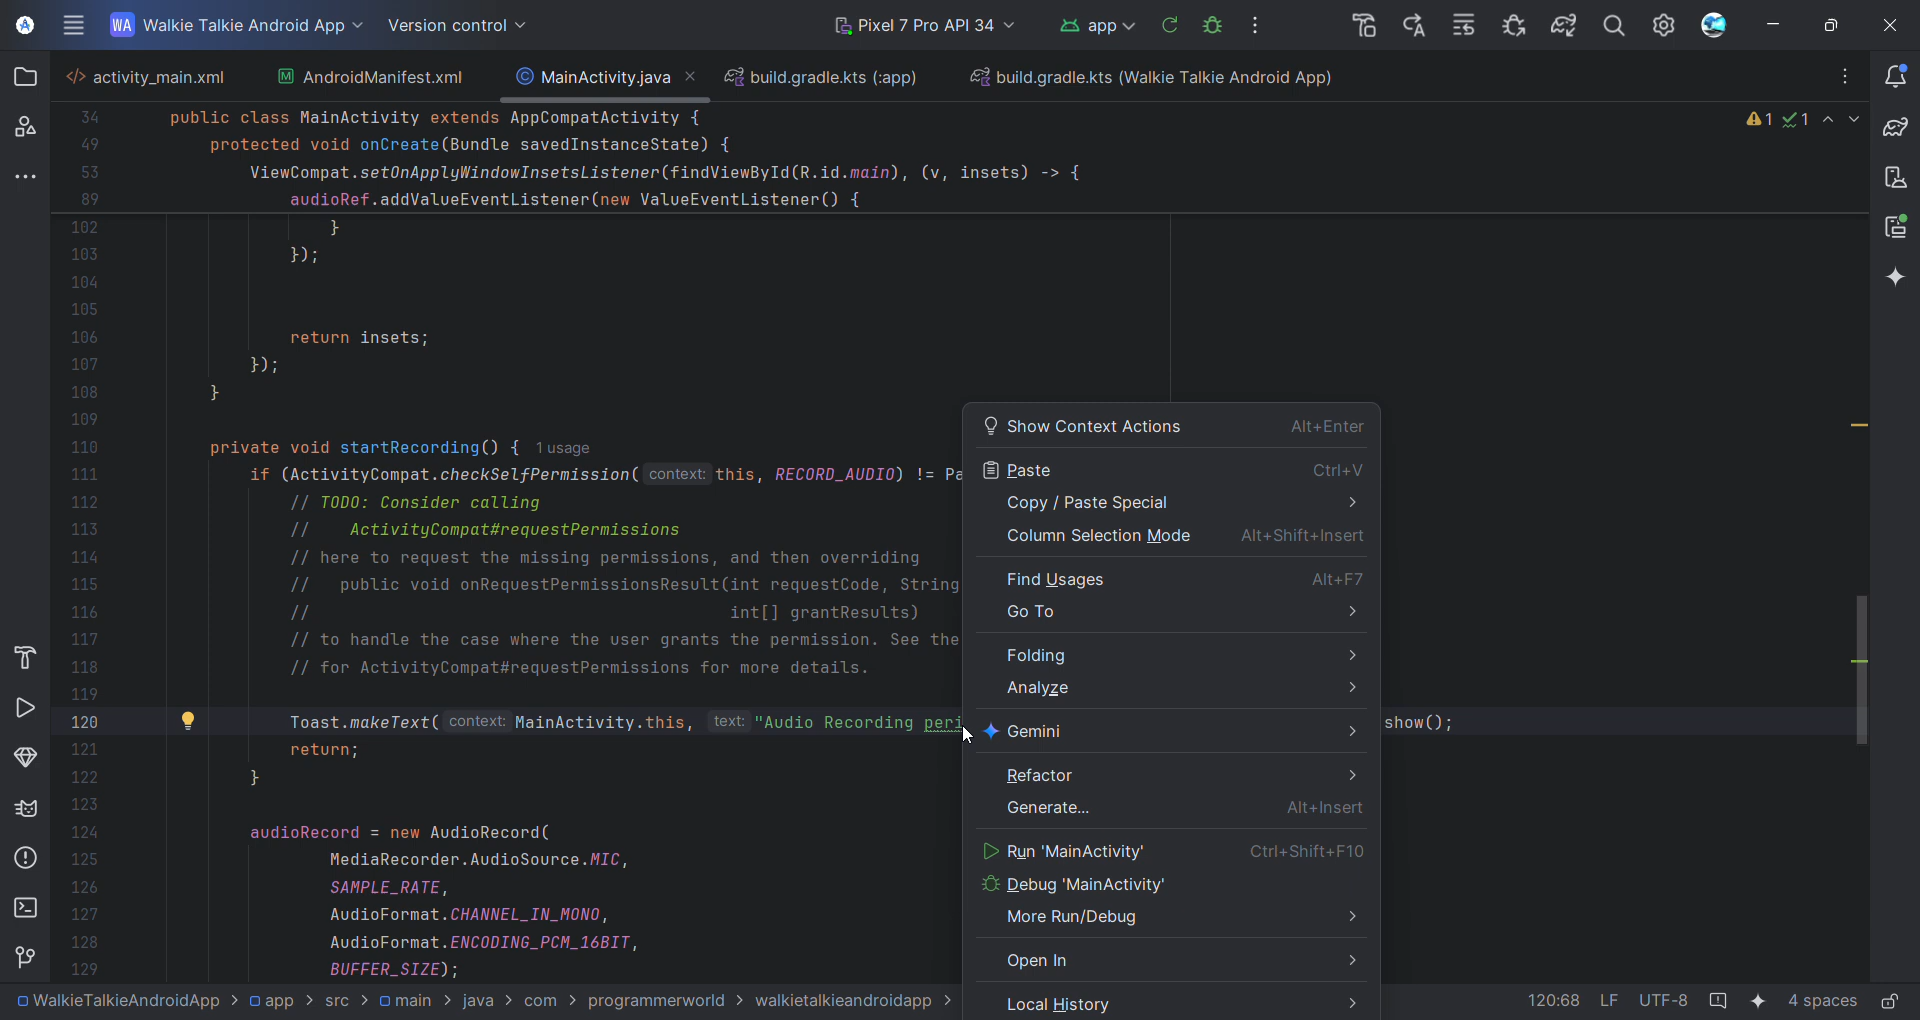 WA Walkie Talkie Android App Version control Pixel 7 Pro API 34 app
activity_main.xml AndroidManifest.xml MainActivity.java build.gradle.kts (:app) build.gradle.kts (Walkie Talkie Android App)
34 public class MainActivity extends AppCompatActivity { 1 1
49 protected void onCreate(Bundle savedInstanceState) {
53 ViewCompat.setOnApplyWindowInsetsListener(findViewById(R.id.main), (v, insets) -> {
89 audioRef.addValueEventListener(new ValueEventListener() {
102 }
103 });
104
105
106 return insets;
107 });
108 }
109
110 private void startRecording() { 1 usage
111 if (ActivityCompat.checkSelfPermission( context: this, RECORD_AUDIO) != Pa
112 // TODO: Consider calling
113 // ActivityCompat#requestPermissions
114 // here to request the missing permissions, and then overriding
115 // public void onRequestPermissionsResult(int requestCode, String
116 // int[] grantResults)
117 // to handle the case where the user grants the permission. See the
118 // for ActivityCompat#requestPermissions for more details.
119
120 Toast.makeText( context: MainActivity.this, text: "Audio Recording peri show();
121 return;
122 }
123
124 audioRecord = new AudioRecord(
125 MediaRecorder.AudioSource.MIC,
126 SAMPLE_RATE,
127 AudioFormat.CHANNEL_IN_MONO,
128 AudioFormat.ENCODING_PCM_16BIT,
129 BUFFER_SIZE);
Show Context Actions Alt+Enter
Paste Ctrl+V
Copy / Paste Special
Column Selection Mode Alt+Shift+Insert
Find Usages Alt+F7
Go To
Folding
Analyze
Gemini
Refactor
Generate... Alt+Insert
Run 'MainActivity' Ctrl+Shift+F10
Debug 'MainActivity'
More Run/Debug
Open In
Local History
WalkieTalkieAndroidApp > app > src > main > java > com > programmerworld > walkietalkieandroidapp > 120:68 LF UTF-8 4 spaces